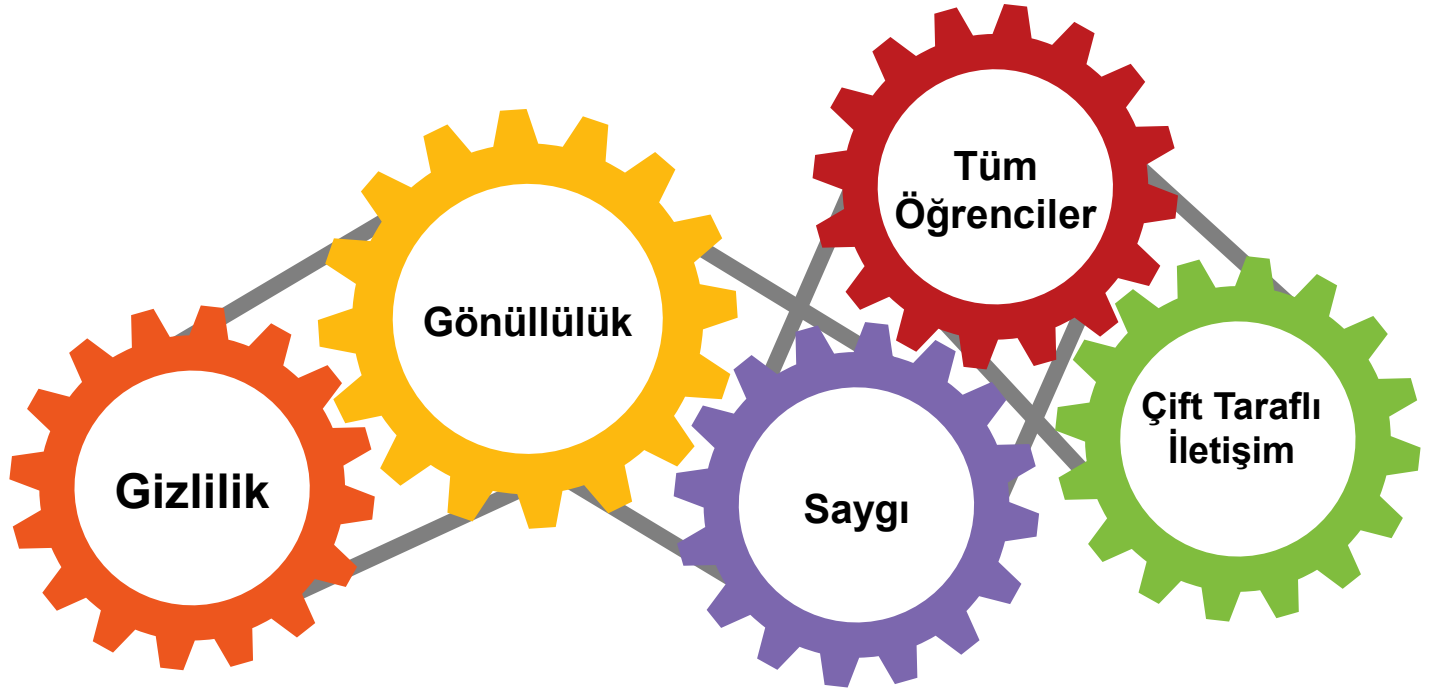 Gizlilik
Gönüllülük
Saygı
Tüm
Öğrenciler
Çift Taraflı
İletişim